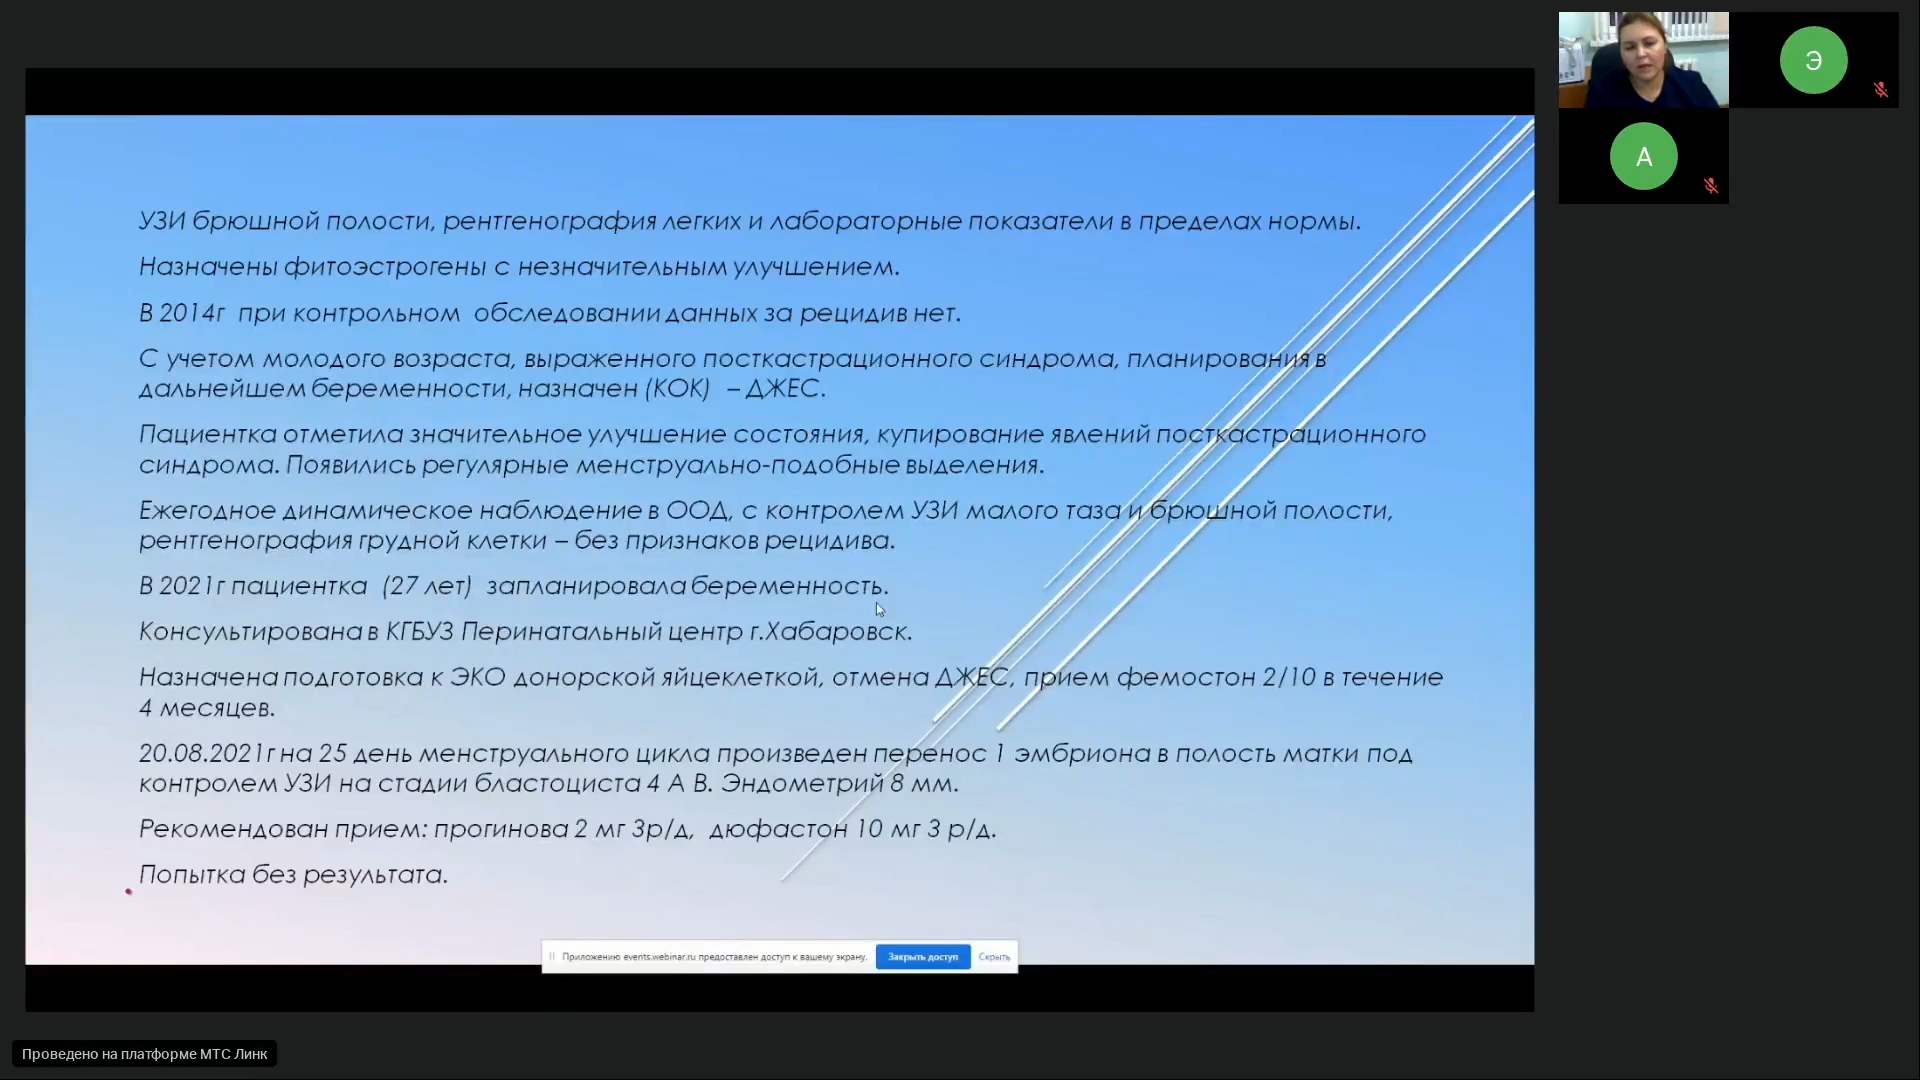 УЗИ брюшной полости, рентгенография легких и лабораторные показатели в пределах нормы.
Назначены фитоэстрогены с незначительным улучшением.
В 2014г при контрольном обследовании данных за рецидив нет.
С учетом молодого возраста, выраженного посткастрационного синдрома, планирования в
дальнейшем беременности, назначен (КОК) – ДЖЕС.
Пациентка отметила значительное улучшение состояния, купирование явлений посткастрационного
синдрома. Появились регулярные менструально-подобные выделения.
Ежегодное динамическое наблюдение в ООД, с контролем УЗИ малого таза и брюшной полости,
рентгенография грудной клетки – без признаков рецидива.
В 2021г пациентка (27 лет) запланировала беременность.
Консультирована в КГБУЗ Перинатальный центр г.Хабаровск.
Назначена подготовка к ЭКО донорской яйцеклеткой, отмена ДЖЕС, прием фемостон 2/10 в течение
4 месяцев.
20.08.2021г на 25 день менструального цикла произведен перенос 1 эмбриона в полость матки под
контролем УЗИ на стадии бластоциста 4 А В. Эндометрий 8 мм.
Рекомендован прием: прогинова 2 мг 3р/д, дюфастон 10 мг 3 р/д.
Попытка без результата.
Приложению events.webinar.ru предоставлен доступ к вашему экрану. Закрыть доступ Скрыть
Э
А
Проведено на платформе МТС Линк